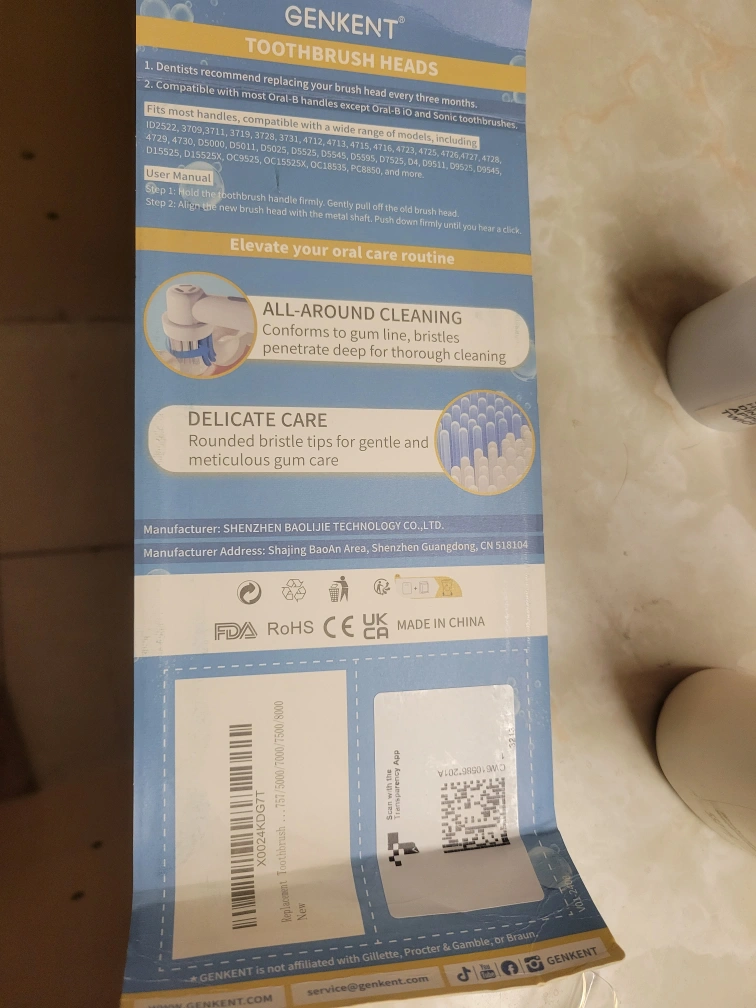 GENKENT®
TOOTHBRUSH HEADS
1. Dentists recommend replacing your brush head every three months.
2. Compatible with most Oral-B handles except Oral-B iO and Sonic toothbrushes.
Fits most handles, compatible with a wide range of models, including
ID2522, 3709,3711, 3719, 3728, 3731, 4712, 4713, 4715, 4716, 4723, 4725, 4726,4727, 4728,
4729, 4730, D5000, D5011, D5025, D5525, D5545, D5595, D7525, D4, D9511, D9525, D9545,
D15525, D15525X, OC9525, OC15525X, OC18535, PC8850, and more.
User Manual
Step 1: Hold the toothbrush handle firmly. Gently pull off the old brush head.
Step 2: Align the new brush head with the metal shaft. Push down firmly until you hear a click.
Elevate your oral care routine
ALL-AROUND CLEANING
Conforms to gum line, bristles
penetrate deep for thorough cleaning
DELICATE CARE
Rounded bristle tips for gentle and
meticulous gum care
Manufacturer: SHENZHEN BAOLIJIE TECHNOLOGY CO.,LTD.
Manufacturer Address: Shajing BaoAn Area, Shenzhen Guangdong, CN 518104
FDA RoHS CE UK CA MADE IN CHINA
X0024KDG7T
Replacment Toothbrush ...757/5000/7000/7500/8000
New
Scan with the
Transparency App
* GENKENT is not affiliated with Gillette, Procter & Gamble, or Braun.
WWW.GENKENT.COM
service@genkent.com
You Tube
GENKENT